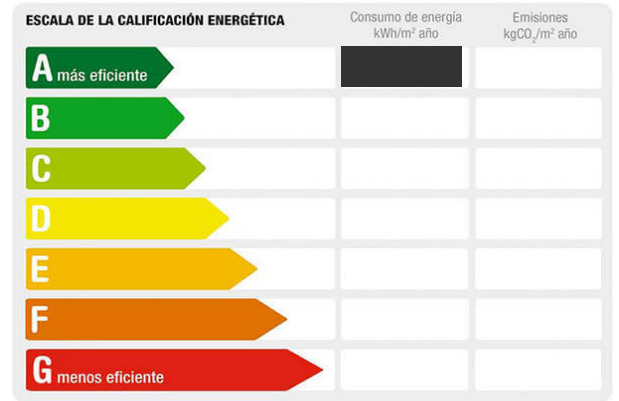 ESCALA DE LA CALIFICACIÓN ENERGÉTICA
Consumo de energía
kWh/m² año
Emisiones
kgCO₂/m² año
A más eficiente
B
C
D
E
F
G menos eficiente